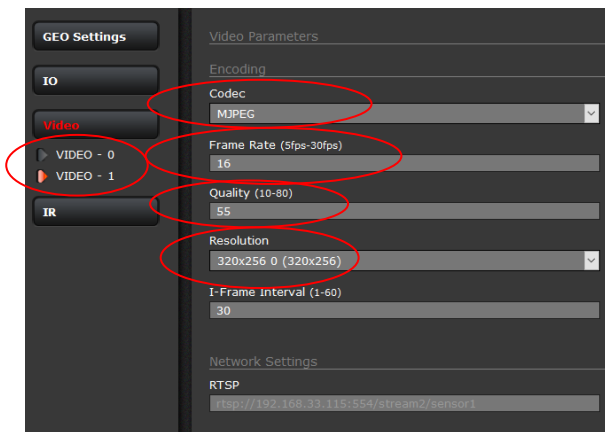 GEO Settings
IO
Video
VIDEO - 0
VIDEO - 1
IR
Video Parameters
Encoding
Codec
MJPEG
Frame Rate (5fps-30fps)
16
Quality (10-80)
55
Resolution
320x256 0 (320x256)
I-Frame Interval (1-60)
30
Network Settings
RTSP
rtsp://192.168.33.115:554/stream2/sensor1